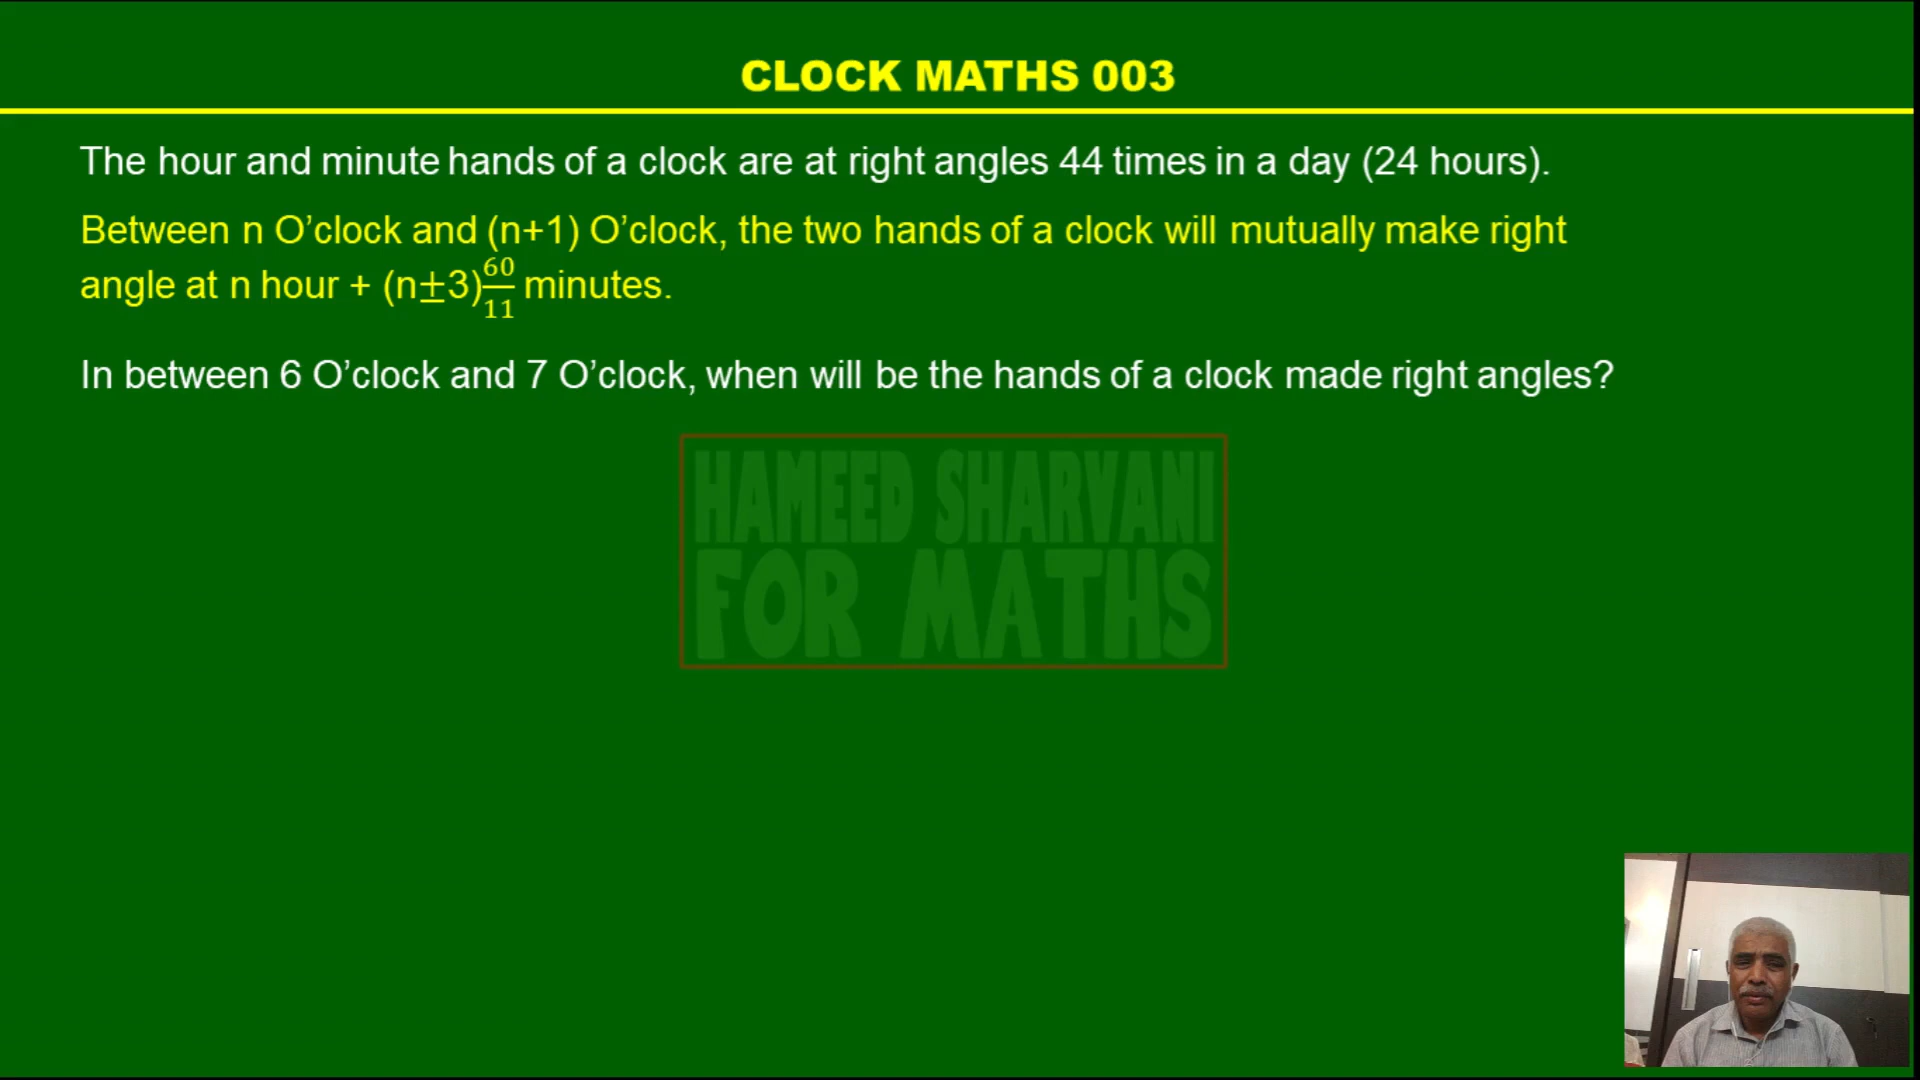 CLOCK MATHS 003
The hour and minute hands of a clock are at right angles 44 times in a day (24 hours).
Between n O’clock and (n+1) O’clock, the two hands of a clock will mutually make right
angle at n hour + (n±3)60/11 minutes.
In between 6 O’clock and 7 O’clock, when will be the hands of a clock made right angles?
HAMEED SHARVANI
FOR MATHS